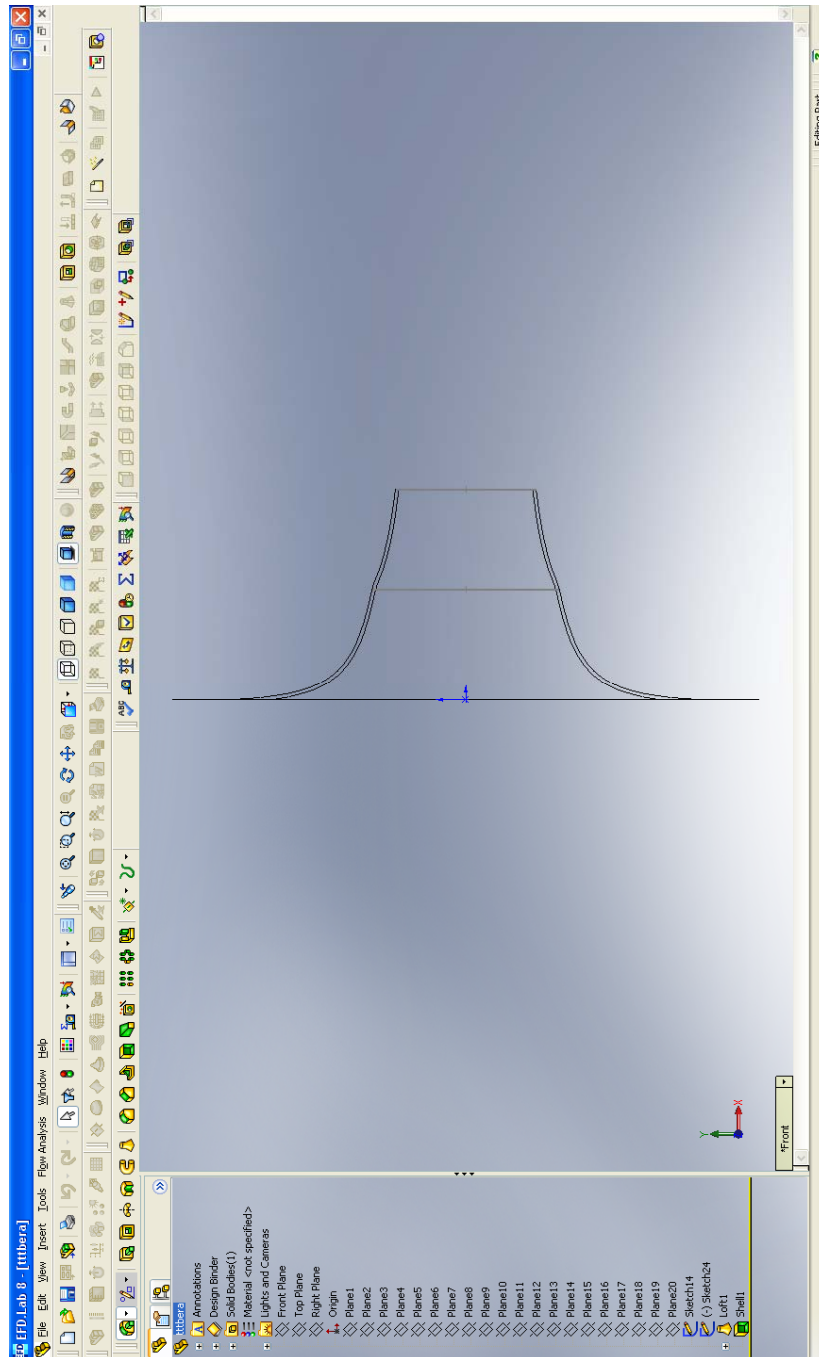 EFD.Lab 8 - [tttbera]
File Edit View Insert Tools Flow Analysis Window Help
ABC
tttbera
Annotations
Design Binder
Solid Bodies(1)
Material <not specified>
Lights and Cameras
Front Plane
Top Plane
Right Plane
Origin
Plane1
Plane2
Plane3
Plane4
Plane5
Plane6
Plane7
Plane8
Plane9
Plane10
Plane11
Plane12
Plane13
Plane14
Plane15
Plane16
Plane17
Plane18
Plane19
Plane20
Sketch14
(-) Sketch24
Loft1
Shell1
Y
X
*Front
Editing Part